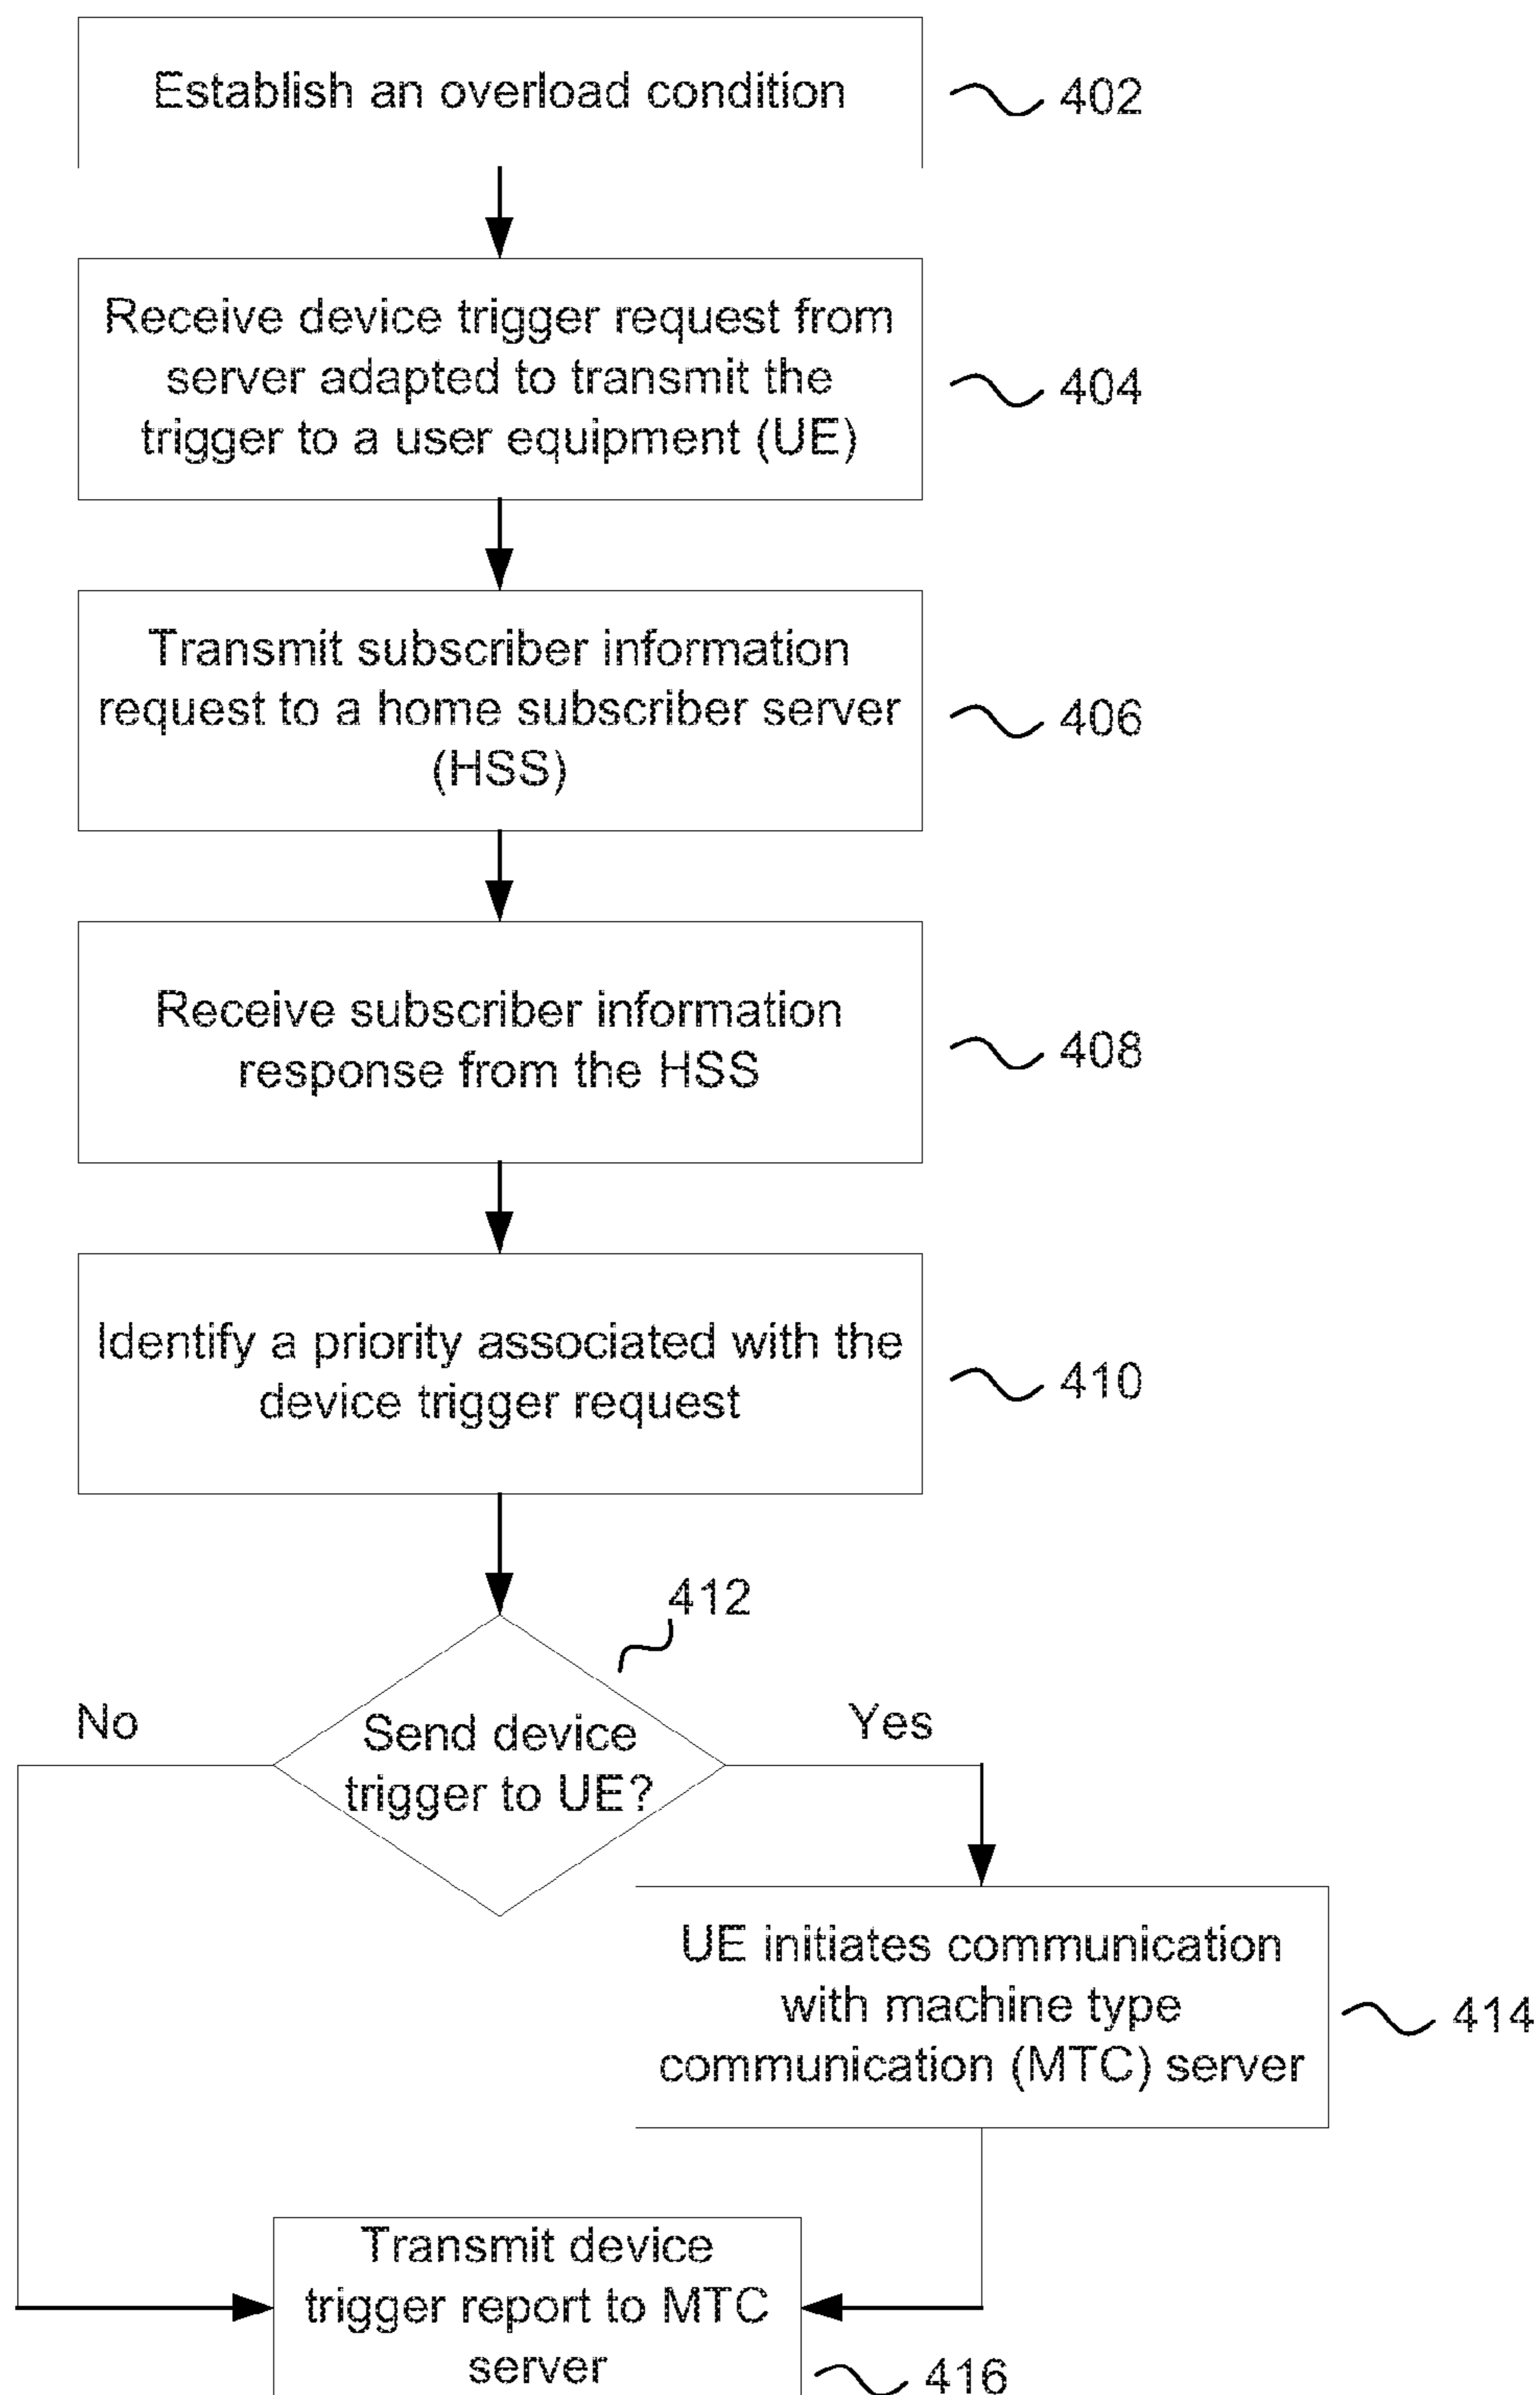 Establish an overload condition
402
Receive device trigger request from
server adapted to transmit the
trigger to a user equipment (UE)
404
Transmit subscriber information
request to a home subscriber server
(HSS)
406
Receive subscriber information
response from the HSS
408
Identify a priority associated with the
device trigger request
410
412
No
Send device
trigger to UE?
Yes
UE initiates communication
with machine type
communication (MTC) server
414
Transmit device
trigger report to MTC
server
416